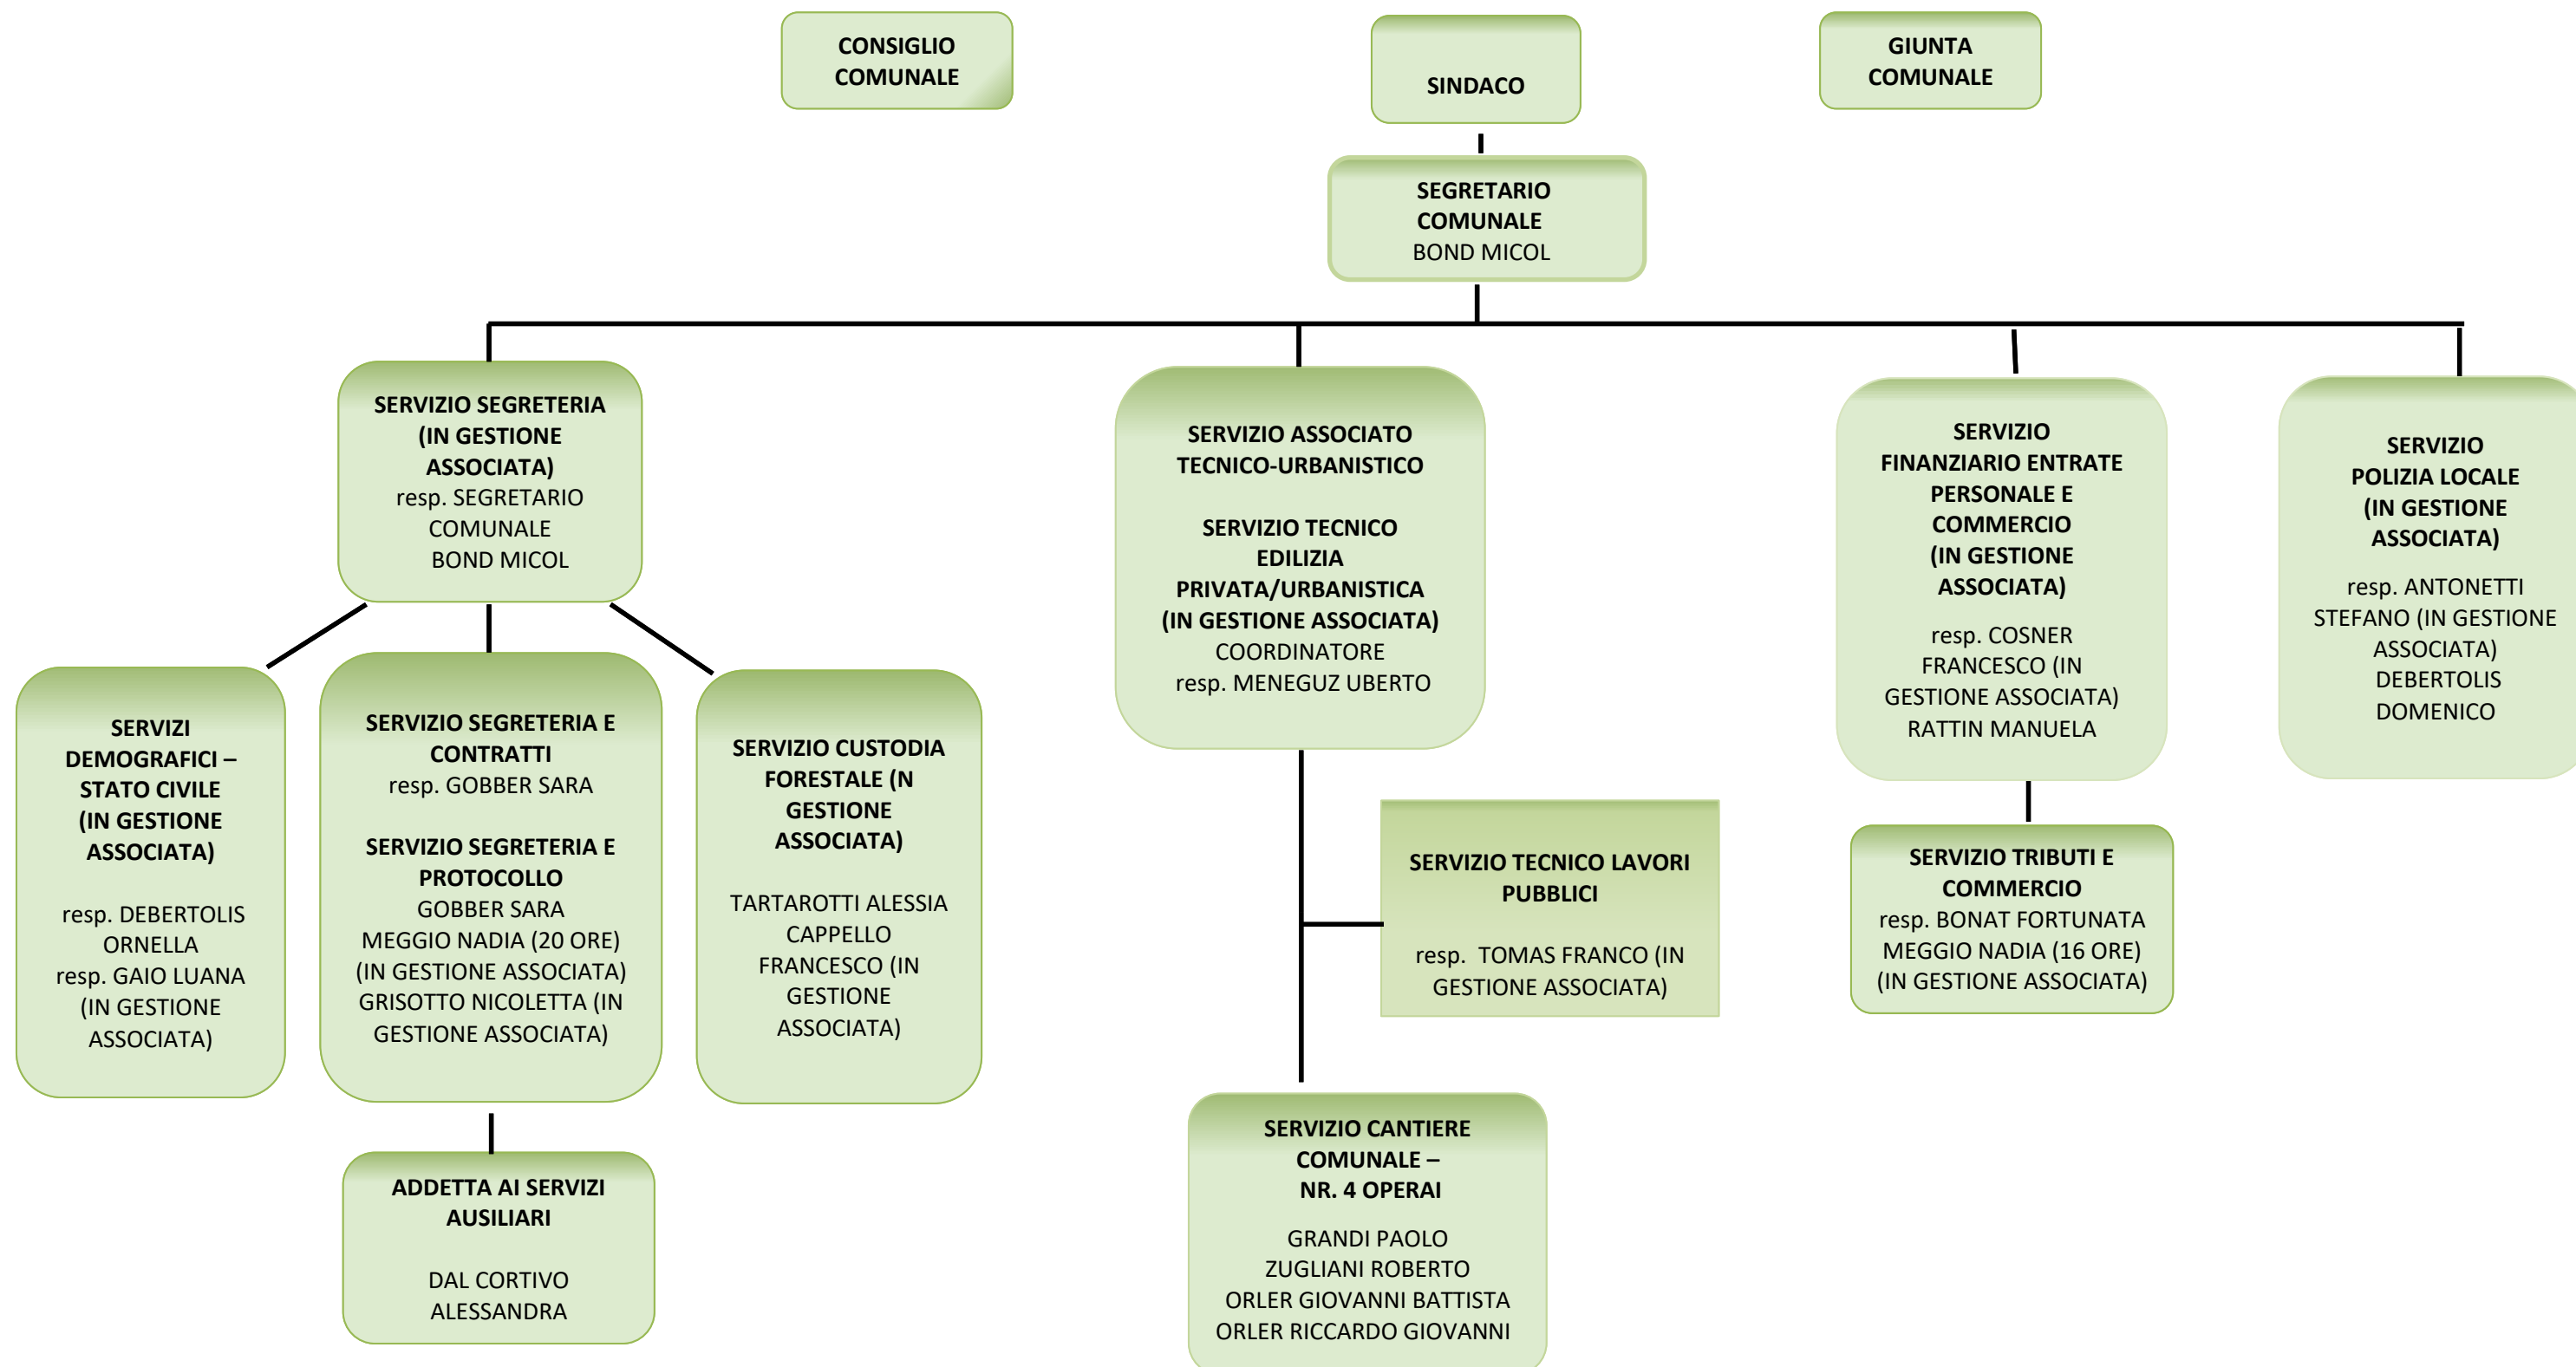 CONSIGLIO
COMUNALE
SINDACO
GIUNTA
COMUNALE
SEGRETARIO
COMUNALE
BOND MICOL
SERVIZIO SEGRETERIA
(IN GESTIONE
ASSOCIATA)
resp. SEGRETARIO
COMUNALE
BOND MICOL
SERVIZIO ASSOCIATO
TECNICO-URBANISTICO
SERVIZIO TECNICO
EDILIZIA
PRIVATA/URBANISTICA
(IN GESTIONE ASSOCIATA)
COORDINATORE
resp. MENEGUZ UBERTO
SERVIZIO
FINANZIARIO ENTRATE
PERSONALE E
COMMERCIO
(IN GESTIONE
ASSOCIATA)
resp. COSNER
FRANCESCO (IN
GESTIONE ASSOCIATA)
RATTIN MANUELA
SERVIZIO
POLIZIA LOCALE
(IN GESTIONE
ASSOCIATA)
resp. ANTONETTI
STEFANO (IN GESTIONE
ASSOCIATA)
DEBERTOLIS
DOMENICO
SERVIZI
DEMOGRAFICI –
STATO CIVILE
(IN GESTIONE
ASSOCIATA)
resp. DEBERTOLIS
ORNELLA
resp. GAIO LUANA
(IN GESTIONE
ASSOCIATA)
SERVIZIO SEGRETERIA E
CONTRATTI
resp. GOBBER SARA
SERVIZIO SEGRETERIA E
PROTOCOLLO
GOBBER SARA
MEGGIO NADIA (20 ORE)
(IN GESTIONE ASSOCIATA)
GRISOTTO NICOLETTA (IN
GESTIONE ASSOCIATA)
SERVIZIO CUSTODIA
FORESTALE (N
GESTIONE
ASSOCIATA)
TARTAROTTI ALESSIA
CAPPELLO
FRANCESCO (IN
GESTIONE
ASSOCIATA)
SERVIZIO TECNICO LAVORI
PUBBLICI
resp. TOMAS FRANCO (IN
GESTIONE ASSOCIATA)
SERVIZIO TRIBUTI E
COMMERCIO
resp. BONAT FORTUNATA
MEGGIO NADIA (16 ORE)
(IN GESTIONE ASSOCIATA)
ADDETTA AI SERVIZI
AUSILIARI
DAL CORTIVO
ALESSANDRA
SERVIZIO CANTIERE
COMUNALE –
NR. 4 OPERAI
GRANDI PAOLO
ZUGLIANI ROBERTO
ORLER GIOVANNI BATTISTA
ORLER RICCARDO GIOVANNI